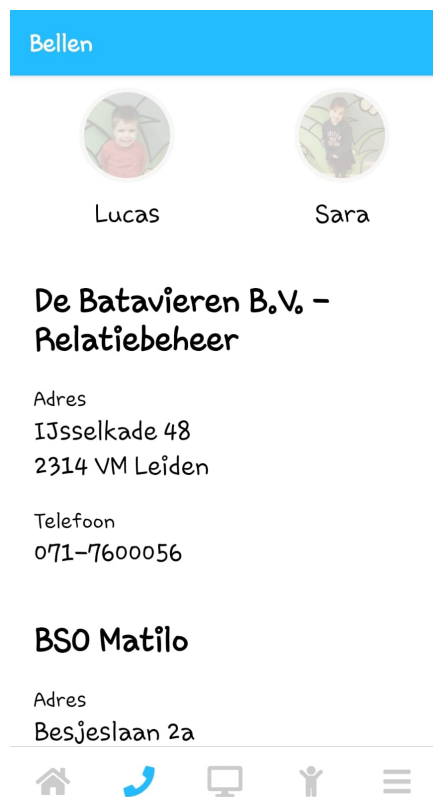 Bellen
Lucas
Sara
De Batavieren B.V. –
Relatiebeheer
Adres
IJsselkade 48
2314 VM Leiden
Telefoon
071-7600056
BSO Matilo
Adres
Besjeslaan 2a